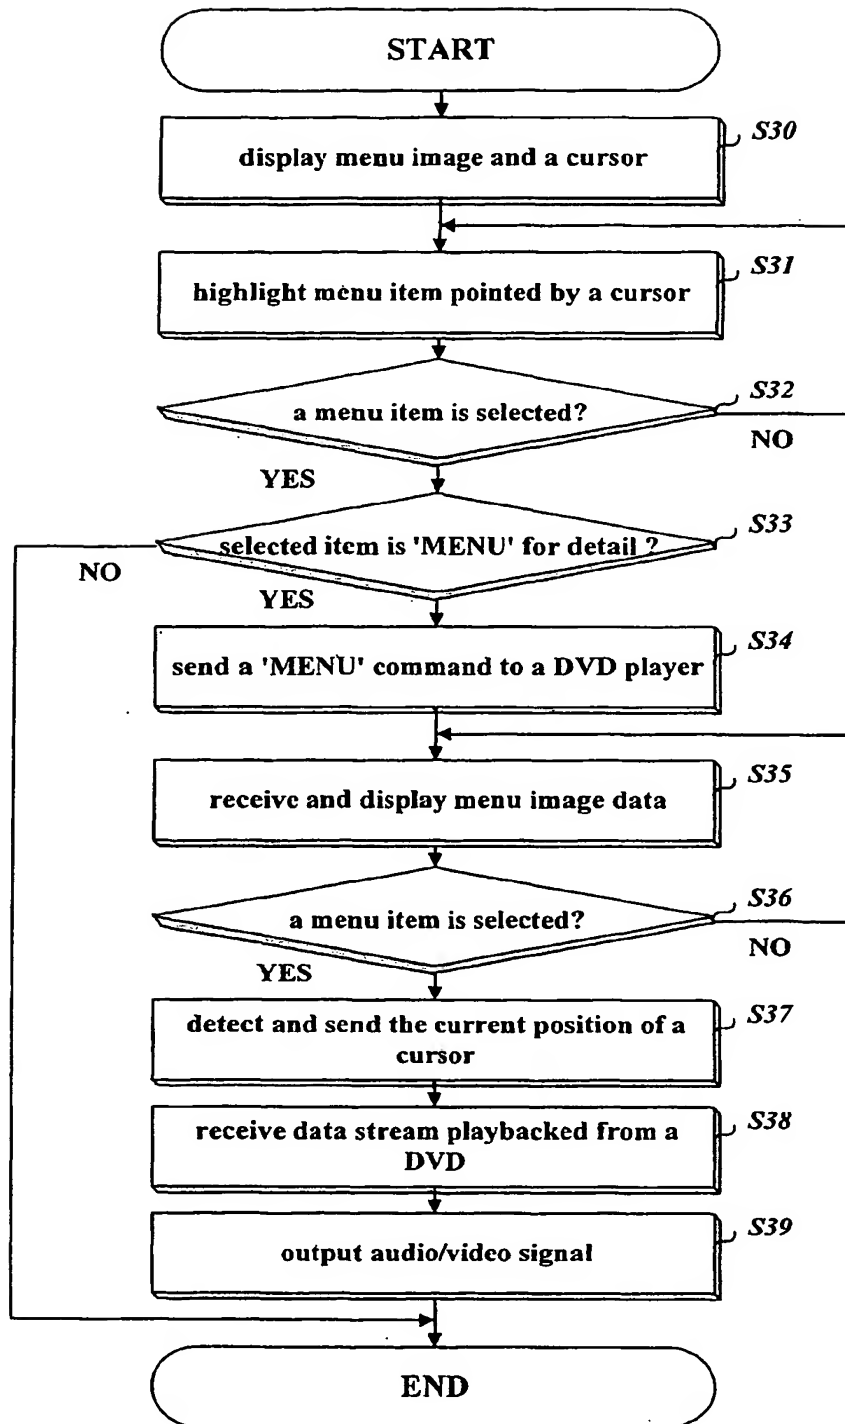 START
display menu image and a cursor
S30
highlight menu item pointed by a cursor
S31
a menu item is selected?
S32
NO
YES
selected item is 'MENU' for detail ?
S33
NO
YES
send a 'MENU' command to a DVD player
S34
receive and display menu image data
S35
a menu item is selected?
S36
NO
YES
detect and send the current position of a
cursor
S37
receive data stream playbacked from a
DVD
S38
output audio/video signal
S39
END